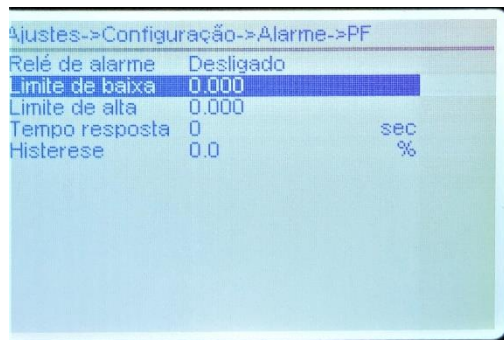 Ajustes->Configuração->Alarme->PF
Relé de alarme Desligado
Limite de baixa 0.000
Limite de alta 0.000
Tempo resposta 0 sec
Histerese 0.0 %